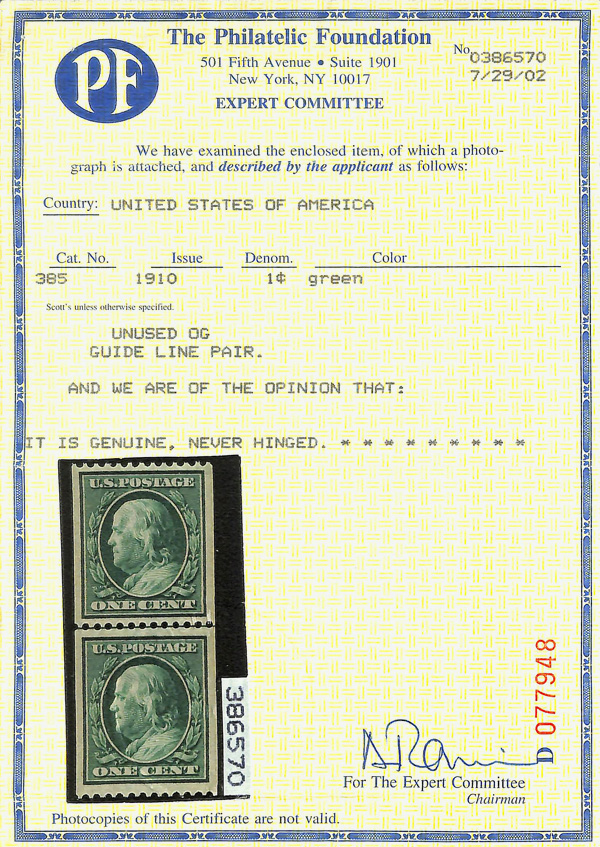 PF
The Philatelic Foundation
501 Fifth Avenue • Suite 1901
New York, NY 10017
EXPERT COMMITTEE
No 0386570
7/29/02
We have examined the enclosed item, of which a photo-
graph is attached, and described by the applicant as follows:
Country: UNITED STATES OF AMERICA
Cat. No. Issue Denom. Color
385 1910 1¢ green
Scott's unless otherwise specified.
UNUSED OG
GUIDE LINE PAIR.
AND WE ARE OF THE OPINION THAT:
IT IS GENUINE, NEVER HINGED. * * * * * * * * *
U.S. POSTAGE
ONE CENT
U.S. POSTAGE
ONE CENT
386570
D 077948
For The Expert Committee
Chairman
Photocopies of this Certificate are not valid.